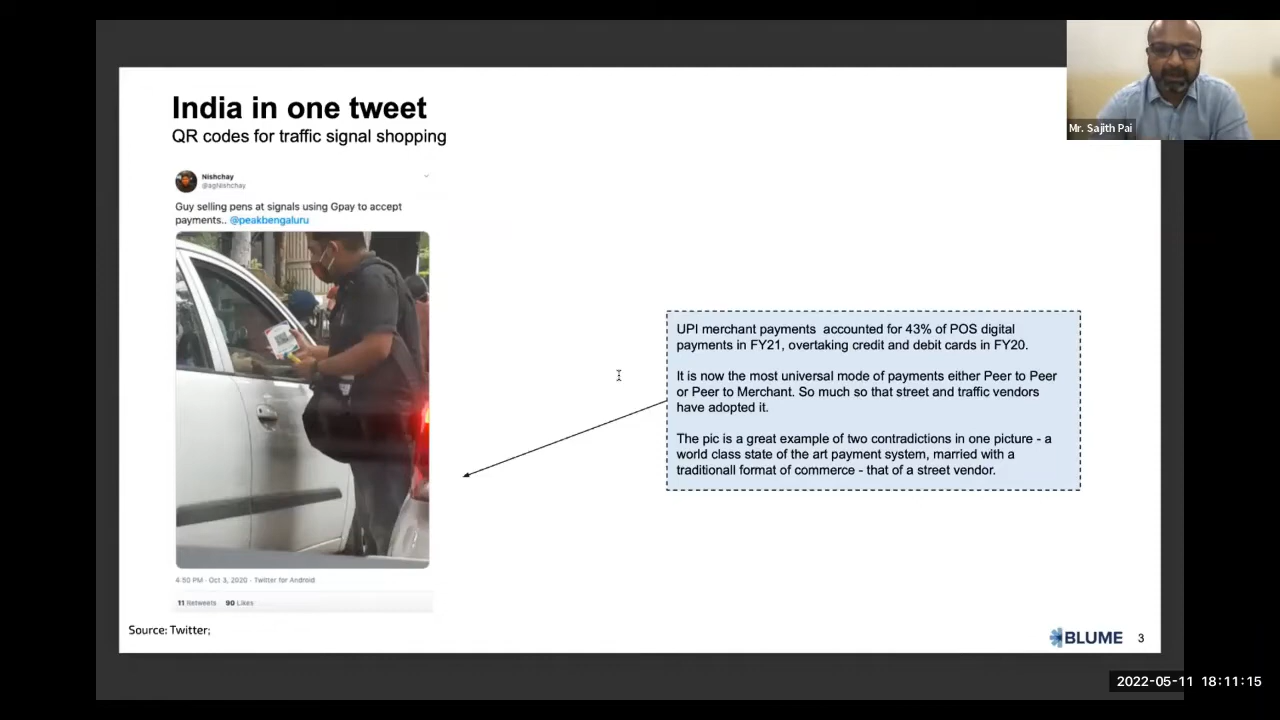 India in one tweet
QR codes for traffic signal shopping
Nishchay
@agNishchay
Guy selling pens at signals using Gpay to accept
payments.. @peakbengaluru
4:50 PM · Oct 3, 2020 · Twitter for Android
11 Retweets 90 Likes
Source: Twitter;
UPI merchant payments accounted for 43% of POS digital
payments in FY21, overtaking credit and debit cards in FY20.
It is now the most universal mode of payments either Peer to Peer
or Peer to Merchant. So much so that street and traffic vendors
have adopted it.
The pic is a great example of two contradictions in one picture - a
world class state of the art payment system, married with a
traditionall format of commerce - that of a street vendor.
BLUME 3
Mr. Sajith Pai
2022-05-11 18:11:15